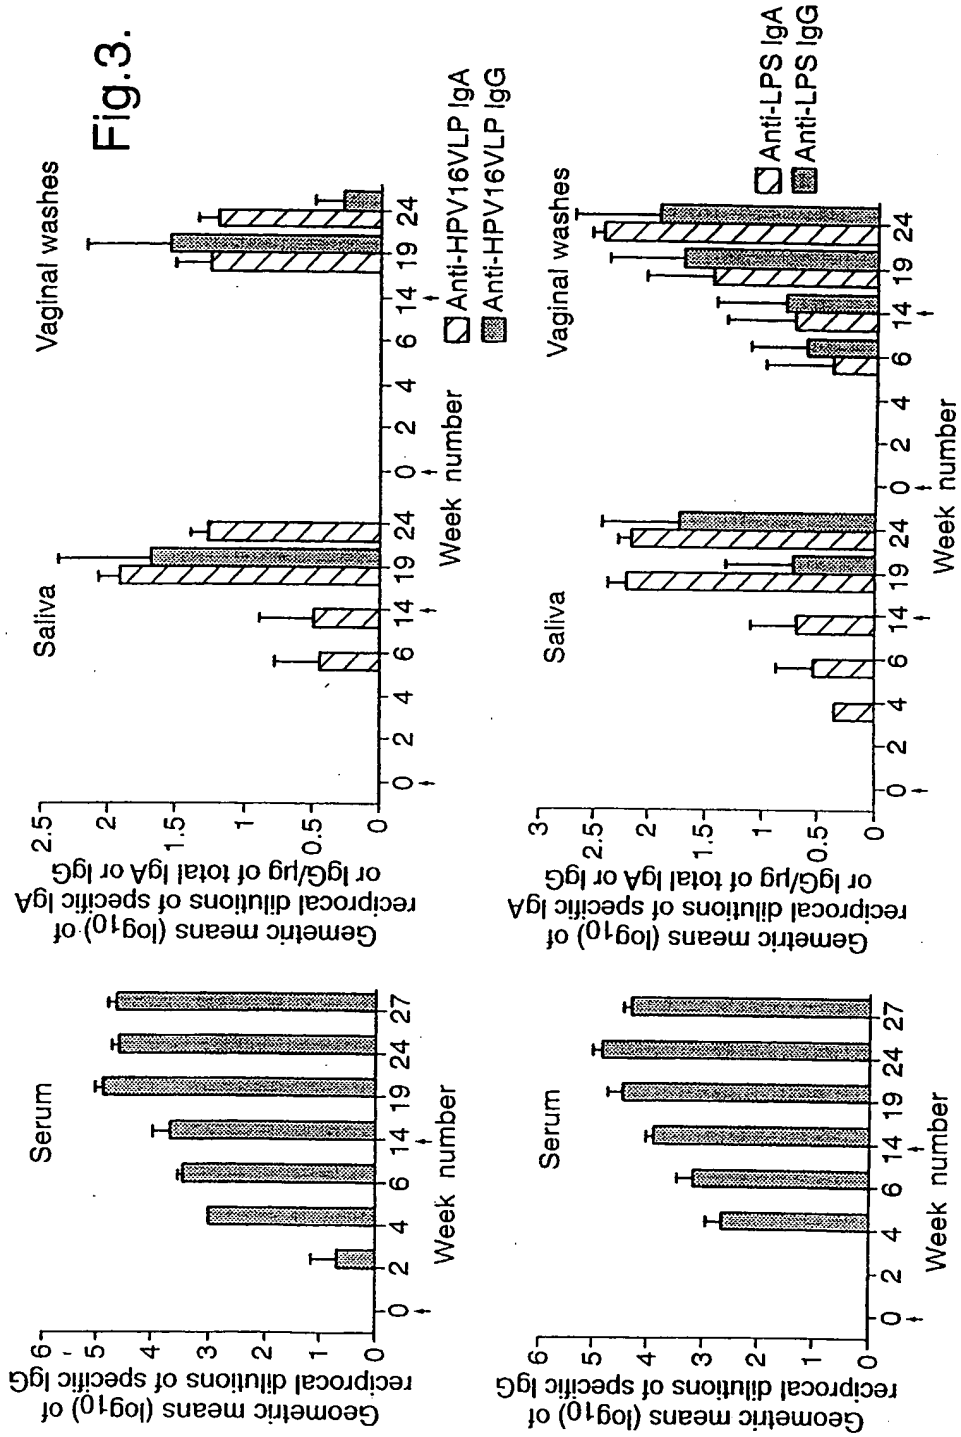 Fig.3.
Serum
Geometric means (log10) of
reciprocal dilutions of specific IgG
6
5
4
3
2
1
0
0 2 4 6 14 19 24 27
Week number
Gemetric means (log10) of
reciprocal dilutions of specific IgA
or IgG/µg of total IgA or IgG
2.5
2
1.5
1
0.5
0
Saliva
0 2 4 6 14 19 24
Vaginal washes
0 2 4 6 14 19 24
Week number
Anti-HPV16VLP IgA
Anti-HPV16VLP IgG
Serum
Geometric means (log10) of
reciprocal dilutions of specific IgG
6
5
4
3
2
1
0
0 2 4 6 14 19 24 27
Week number
Gemetric means (log10) of
reciprocal dilutions of specific IgA
or IgG/µg of total IgA or IgG
3
2.5
2
1.5
1
0.5
0
Saliva
0 2 4 6 14 19 24
Vaginal washes
0 2 4 6 14 19 24
Week number
Anti-LPS IgA
Anti-LPS IgG